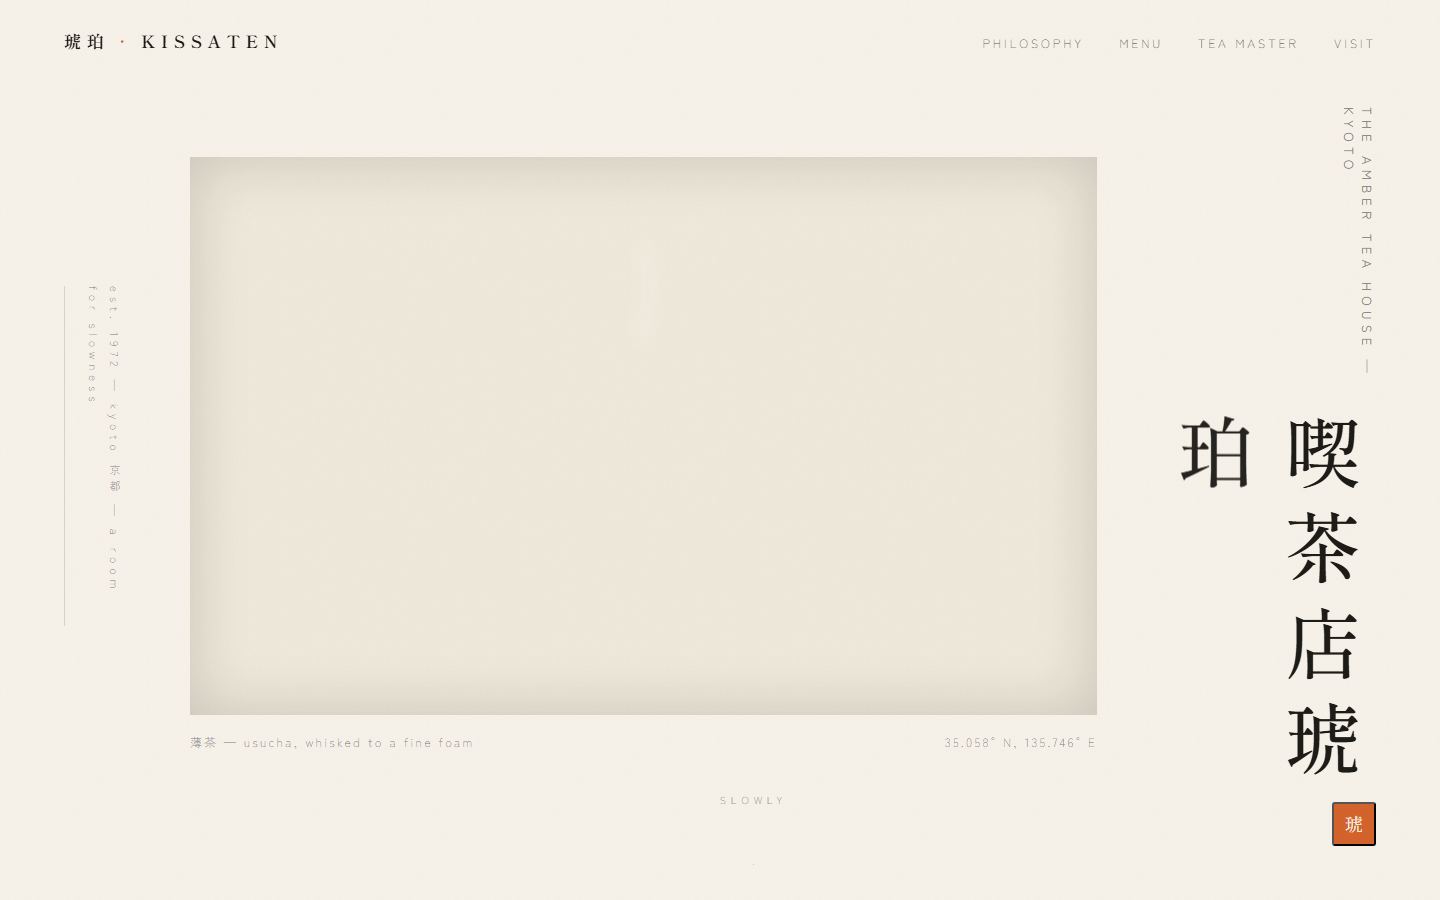 琥珀 · KISSATEN
PHILOSOPHY MENU TEA MASTER VISIT
THE AMBER TEA HOUSE —
KYOTO
喫茶店琥
珀
琥
est. 1972 — kyoto 京都 — a room
for slowness
薄茶 — usucha, whisked to a fine foam
35.058° N, 135.746° E
SLOWLY